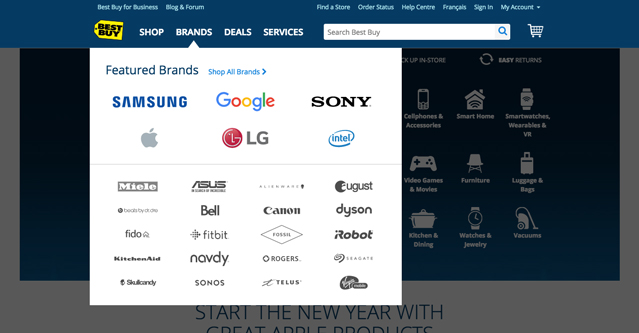 Best Buy for Business Blog & Forum Find a Store Order Status Help Centre Français Sign In My Account
BEST BUY
SHOP BRANDS DEALS SERVICES
Search Best Buy
Featured Brands Shop All Brands
CK UP IN-STORE EASY RETURNS
SAMSUNG Google SONY
LG intel
Cellphones & Accessories
Smart Home
Smartwatches, Wearables & VR
Miele ASUS ALIENWARE August
IN SEARCH OF INCREDIBLE
Video Games & Movies
Furniture
Luggage & Bags
beats by dr.dre Bell Canon dyson
fido fitbit FOSSIL iRobot
Kitchen & Dining
Watches & Jewelry
Vacuums
KitchenAid navdy ROGERS SEAGATE
Skullcandy SONOS TELUS Virgin mobile
START THE NEW YEAR WITH
GREAT APPLE PRODUCTS